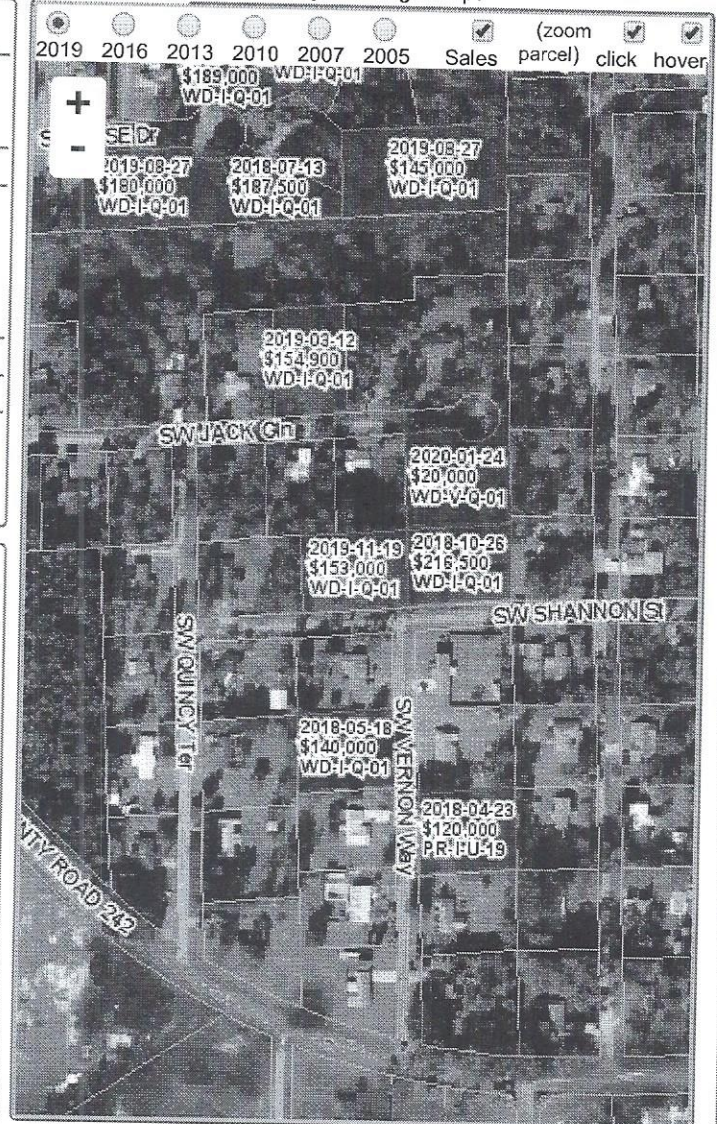 2019 2016 2013 2010 2007 2005 Sales (zoom parcel) click hover
+
-
$189,000
WD-I-Q-01
WD-I-Q-01
SE Dr
2019-08-27
$180,000
WD-I-Q-01
2018-07-13
$187,500
WD-I-Q-01
2019-08-27
$145,000
WD-I-Q-01
2019-03-12
$154,900
WD-I-Q-01
SW JACK Gln
2020-01-24
$20,000
WD-V-Q-01
2019-11-19
$153,000
WD-I-Q-01
2018-10-26
$216,500
WD-I-Q-01
SW SHANNON St
SW QUINCY Ter
SW VERNON Way
2018-05-18
$140,000
WD-I-Q-01
2018-04-23
$120,000
PR-I-U-19
NTY ROAD 242